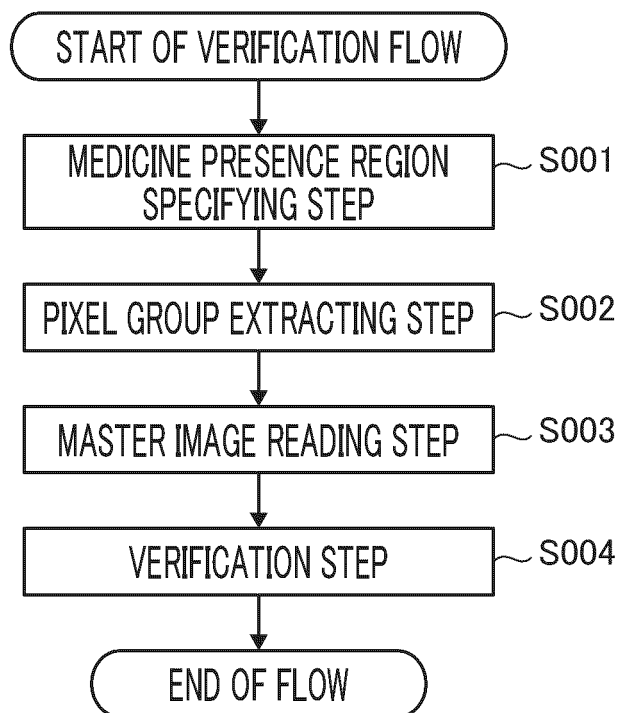 START OF VERIFICATION FLOW
MEDICINE PRESENCE REGION
SPECIFYING STEP
S001
PIXEL GROUP EXTRACTING STEP
S002
MASTER IMAGE READING STEP
S003
VERIFICATION STEP
S004
END OF FLOW